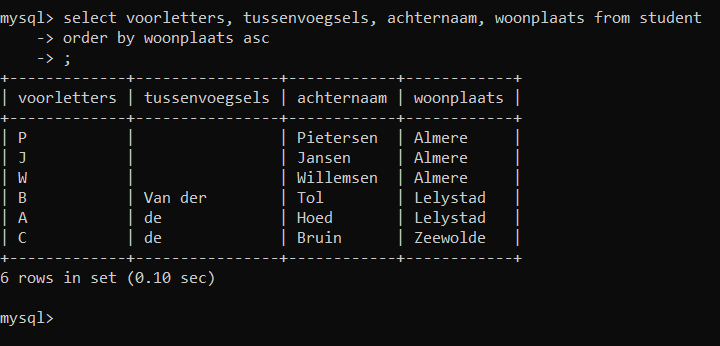 mysql> select voorletters, tussenvoegsels, achternaam, woonplaats from student
    -> order by woonplaats asc
    -> ;
+-------------+----------------+------------+------------+
| voorletters | tussenvoegsels | achternaam | woonplaats |
+-------------+----------------+------------+------------+
| P           |                | Pietersen  | Almere     |
| J           |                | Jansen     | Almere     |
| W           |                | Willemsen  | Almere     |
| B           | Van der        | Tol        | Lelystad   |
| A           | de             | Hoed       | Lelystad   |
| C           | de             | Bruin      | Zeewolde   |
+-------------+----------------+------------+------------+
6 rows in set (0.10 sec)
mysql>